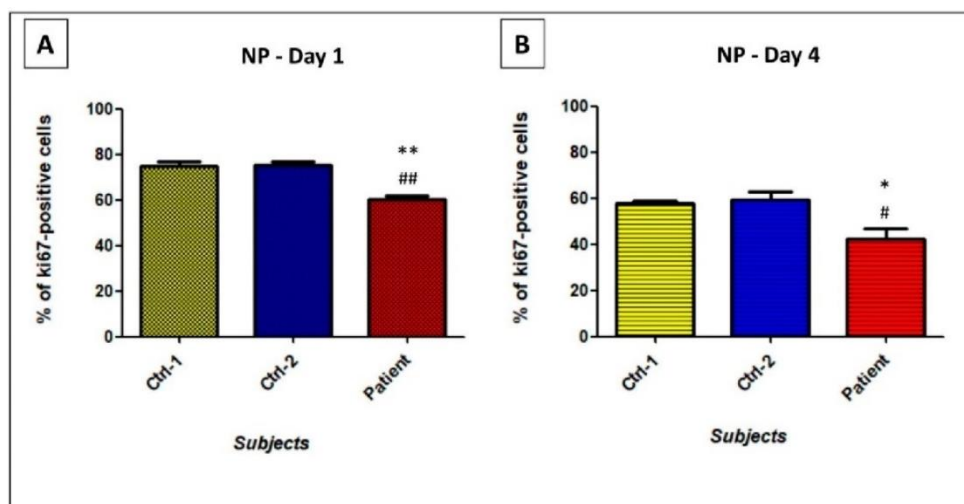 A
NP - Day 1
% of ki67-positive cells
100
80
60
40
20
0
**
##
Ctrl-1
Ctrl-2
Patient
Subjects
B
NP - Day 4
% of ki67-positive cells
100
80
60
40
20
0
*
#
Ctrl-1
Ctrl-2
Patient
Subjects